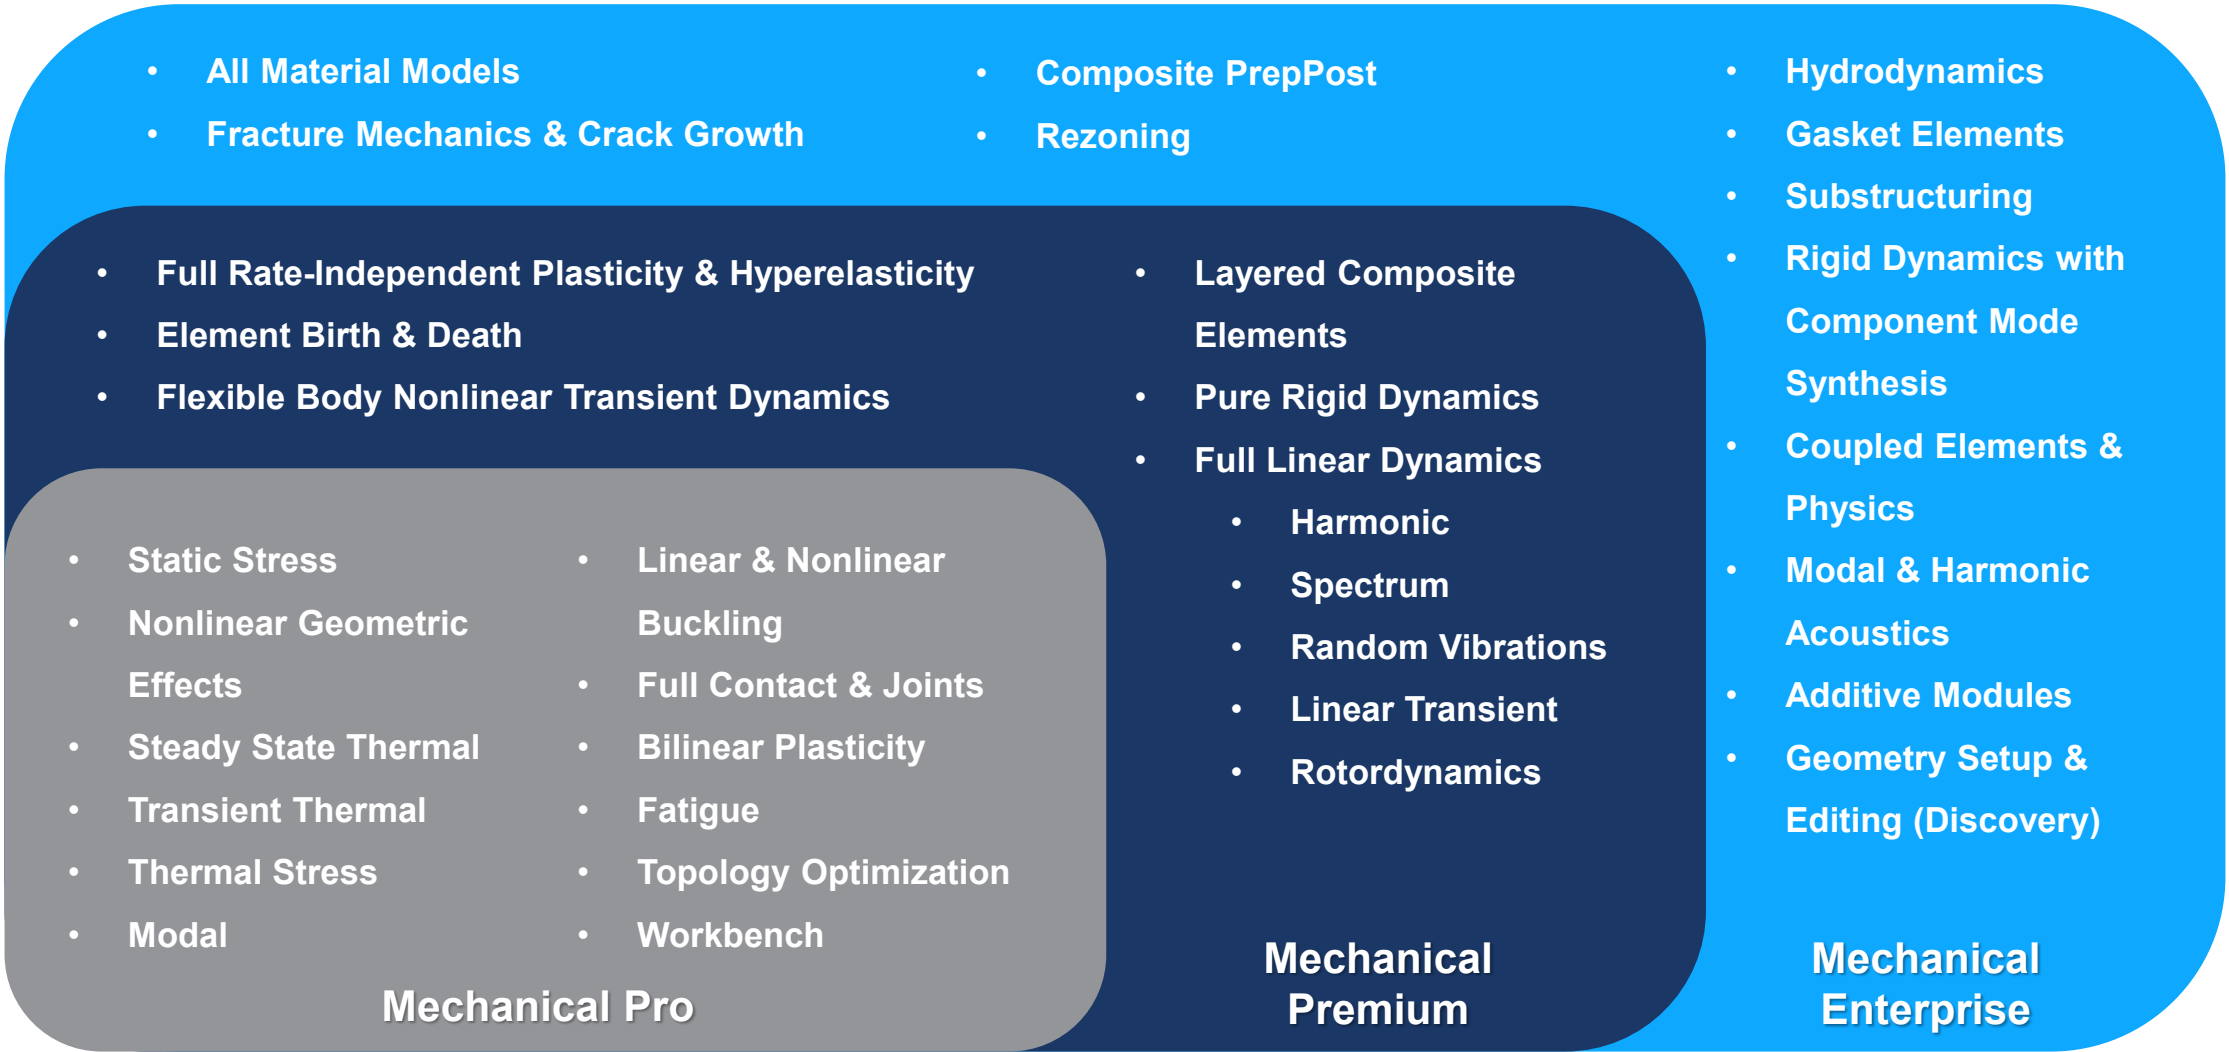 • All Material Models
• Fracture Mechanics & Crack Growth
• Composite PrepPost
• Rezoning
• Hydrodynamics
• Gasket Elements
• Substructuring
• Rigid Dynamics with
Component Mode
Synthesis
• Coupled Elements &
Physics
• Modal & Harmonic
Acoustics
• Additive Modules
• Geometry Setup &
Editing (Discovery)
Mechanical
Enterprise
• Full Rate-Independent Plasticity & Hyperelasticity
• Element Birth & Death
• Flexible Body Nonlinear Transient Dynamics
• Layered Composite
Elements
• Pure Rigid Dynamics
• Full Linear Dynamics
• Harmonic
• Spectrum
• Random Vibrations
• Linear Transient
• Rotordynamics
Mechanical
Premium
• Static Stress
• Nonlinear Geometric
Effects
• Steady State Thermal
• Transient Thermal
• Thermal Stress
• Modal
• Linear & Nonlinear
Buckling
• Full Contact & Joints
• Bilinear Plasticity
• Fatigue
• Topology Optimization
• Workbench
Mechanical Pro